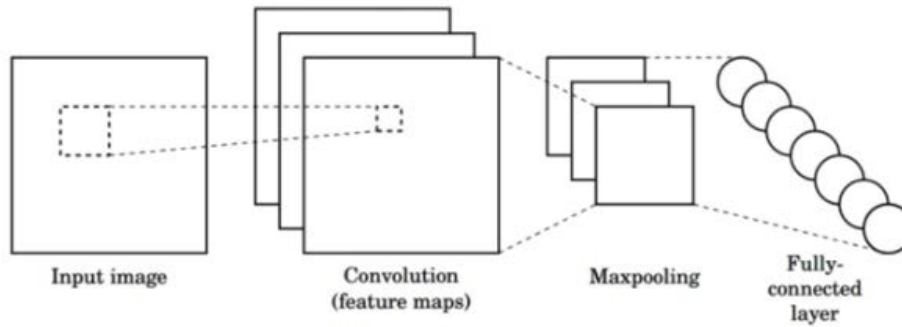 Input image
Convolution
(feature maps)
Maxpooling
Fully-
connected
layer